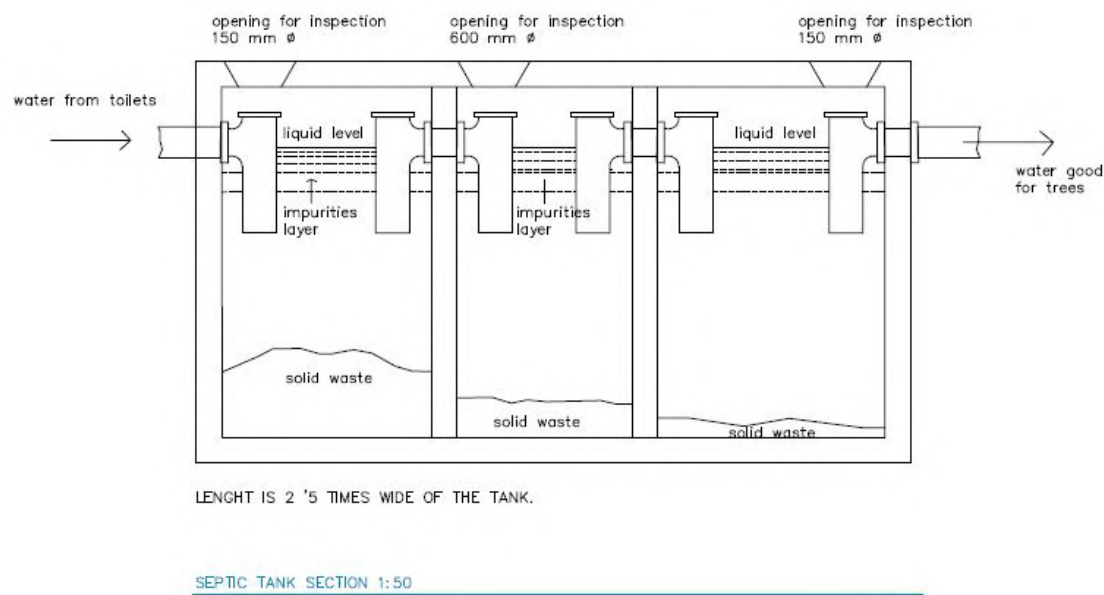 opening for inspection
150 mm ø
opening for inspection
600 mm ø
opening for inspection
150 mm ø
water from toilets
liquid level
liquid level
water good
for trees
impurities
layer
impurities
layer
solid waste
solid waste
solid waste
LENGHT IS 2 '5 TIMES WIDE OF THE TANK.
SEPTIC TANK SECTION 1:50